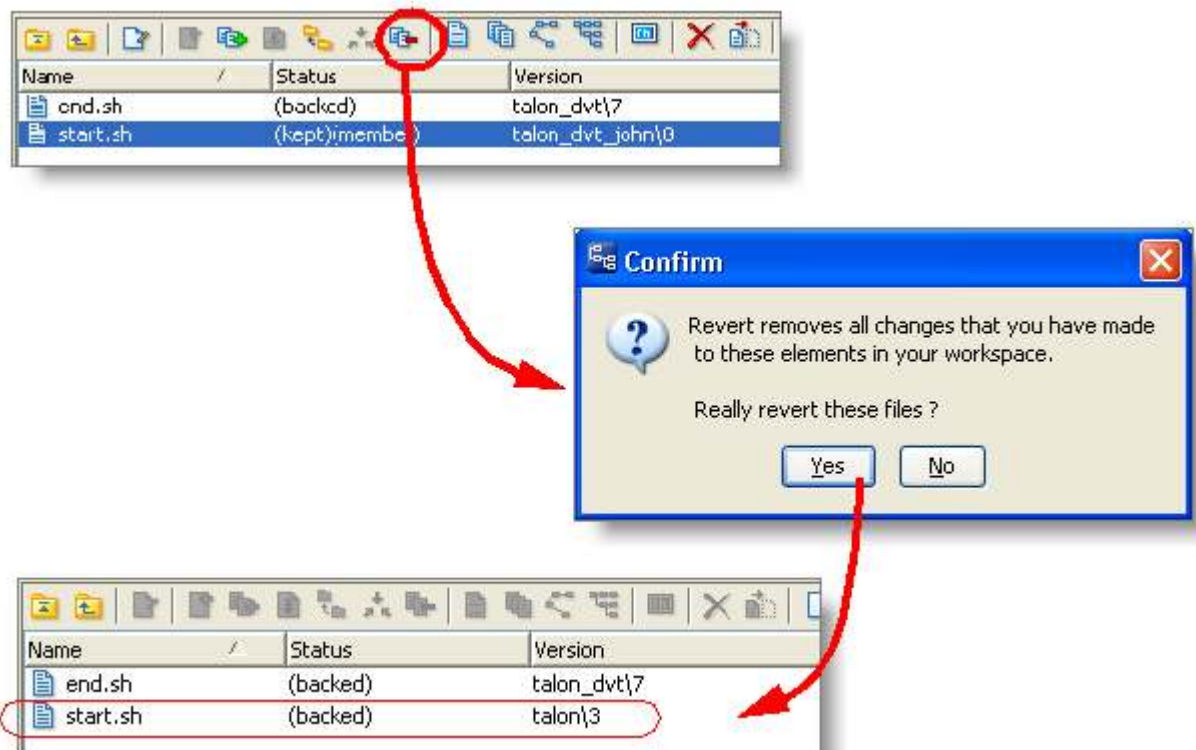 Name / Status Version
end.sh (backed) talon_dvt\7
start.sh (kept)(member) talon_dvt_john\8
Confirm
Revert removes all changes that you have made
to these elements in your workspace.
Really revert these files ?
Yes No
Name / Status Version
end.sh (backed) talon_dvt\7
start.sh (backed) talon\3